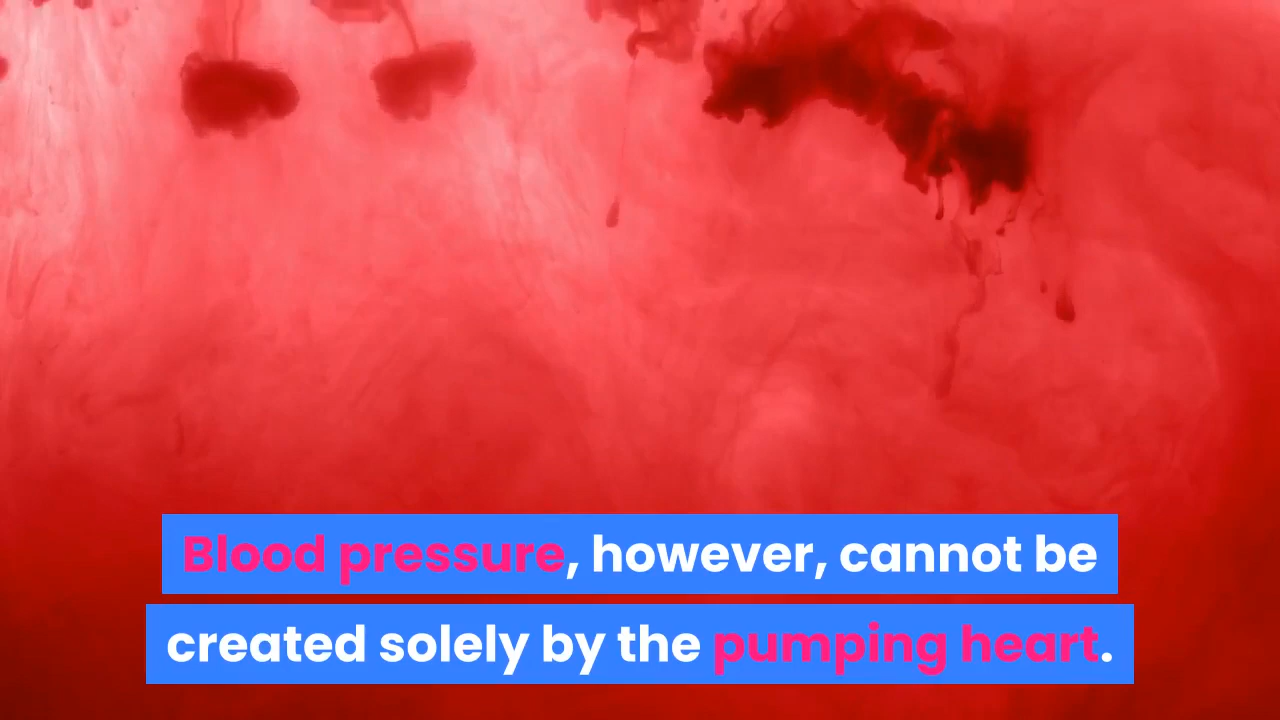 Blood pressure, however, cannot be
created solely by the pumping heart.